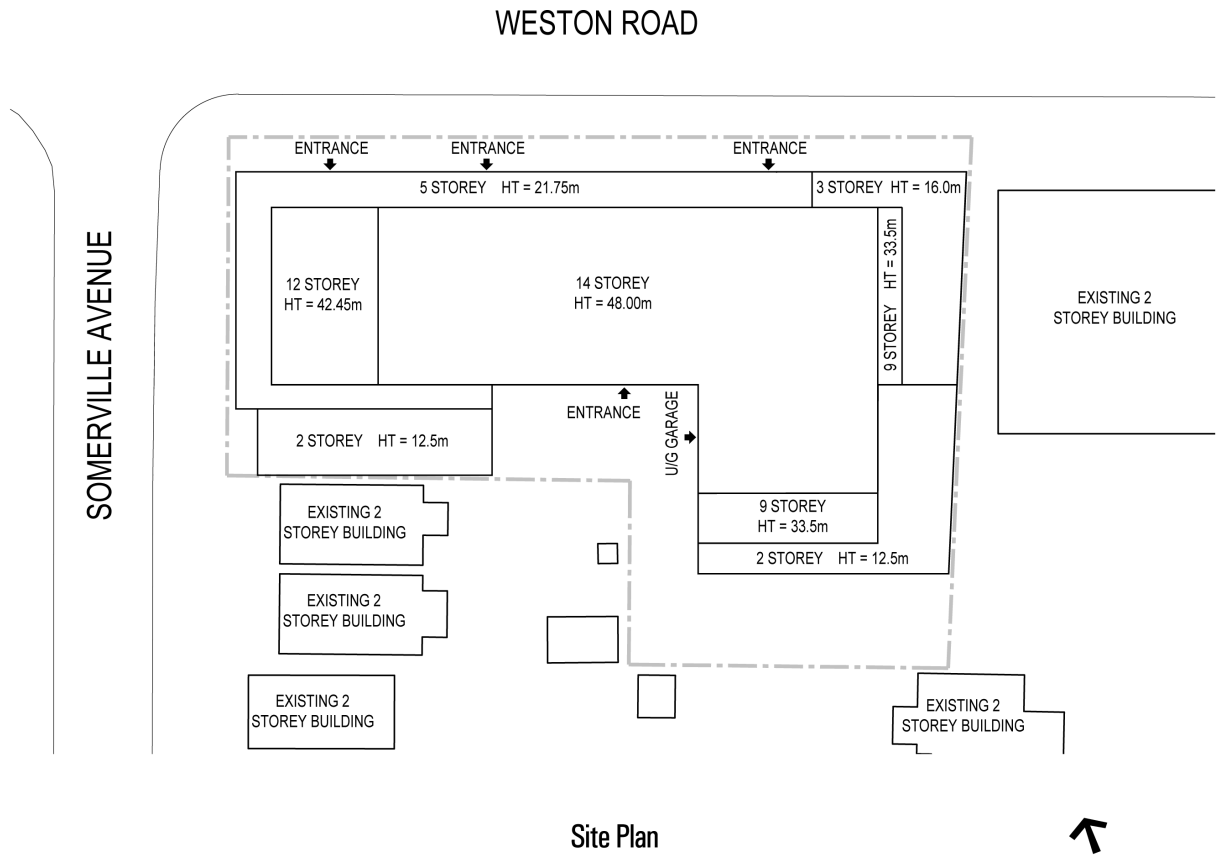 WESTON ROAD
SOMERVILLE AVENUE
ENTRANCE
ENTRANCE
ENTRANCE
5 STOREY HT = 21.75m
3 STOREY HT = 16.0m
12 STOREY
HT = 42.45m
14 STOREY
HT = 48.00m
9 STOREY HT = 33.5m
EXISTING 2
STOREY BUILDING
ENTRANCE
U/G GARAGE
2 STOREY HT = 12.5m
9 STOREY
HT = 33.5m
2 STOREY HT = 12.5m
EXISTING 2
STOREY BUILDING
EXISTING 2
STOREY BUILDING
EXISTING 2
STOREY BUILDING
EXISTING 2
STOREY BUILDING
Site Plan